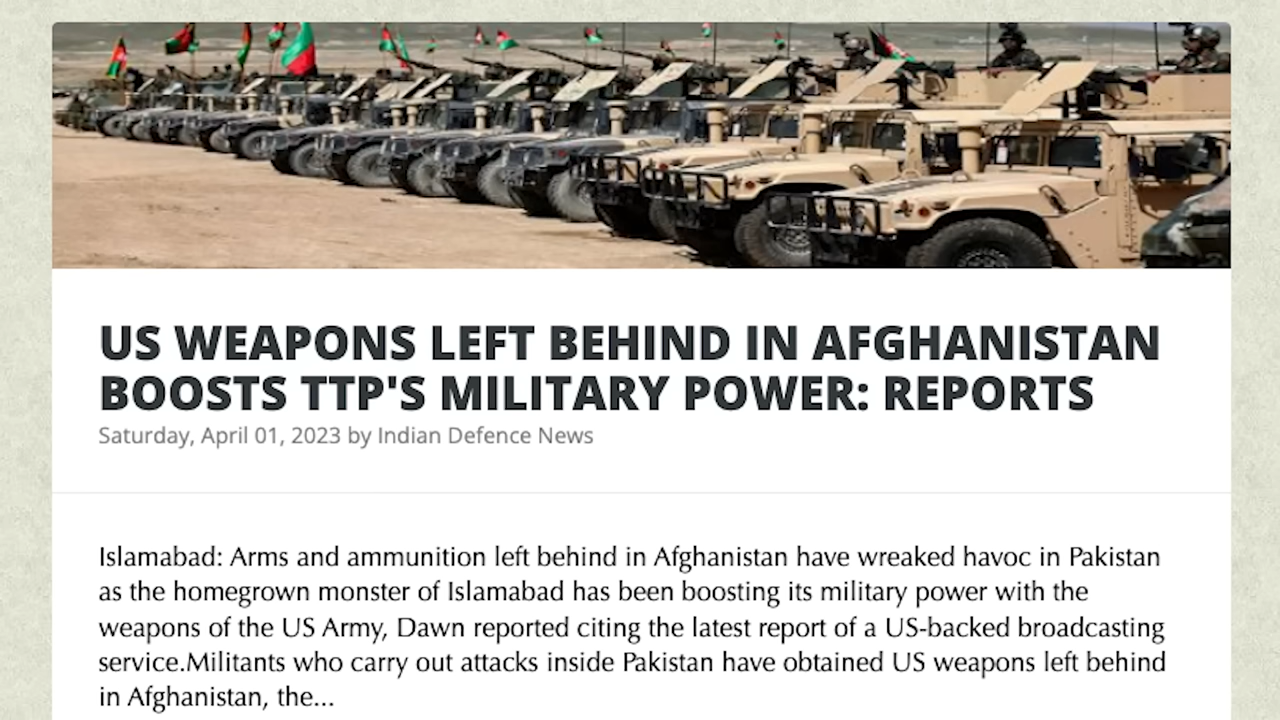 US WEAPONS LEFT BEHIND IN AFGHANISTAN
BOOSTS TTP'S MILITARY POWER: REPORTS
Saturday, April 01, 2023 by Indian Defence News
Islamabad: Arms and ammunition left behind in Afghanistan have wreaked havoc in Pakistan
as the homegrown monster of Islamabad has been boosting its military power with the
weapons of the US Army, Dawn reported citing the latest report of a US-backed broadcasting
service.Militants who carry out attacks inside Pakistan have obtained US weapons left behind
in Afghanistan, the...